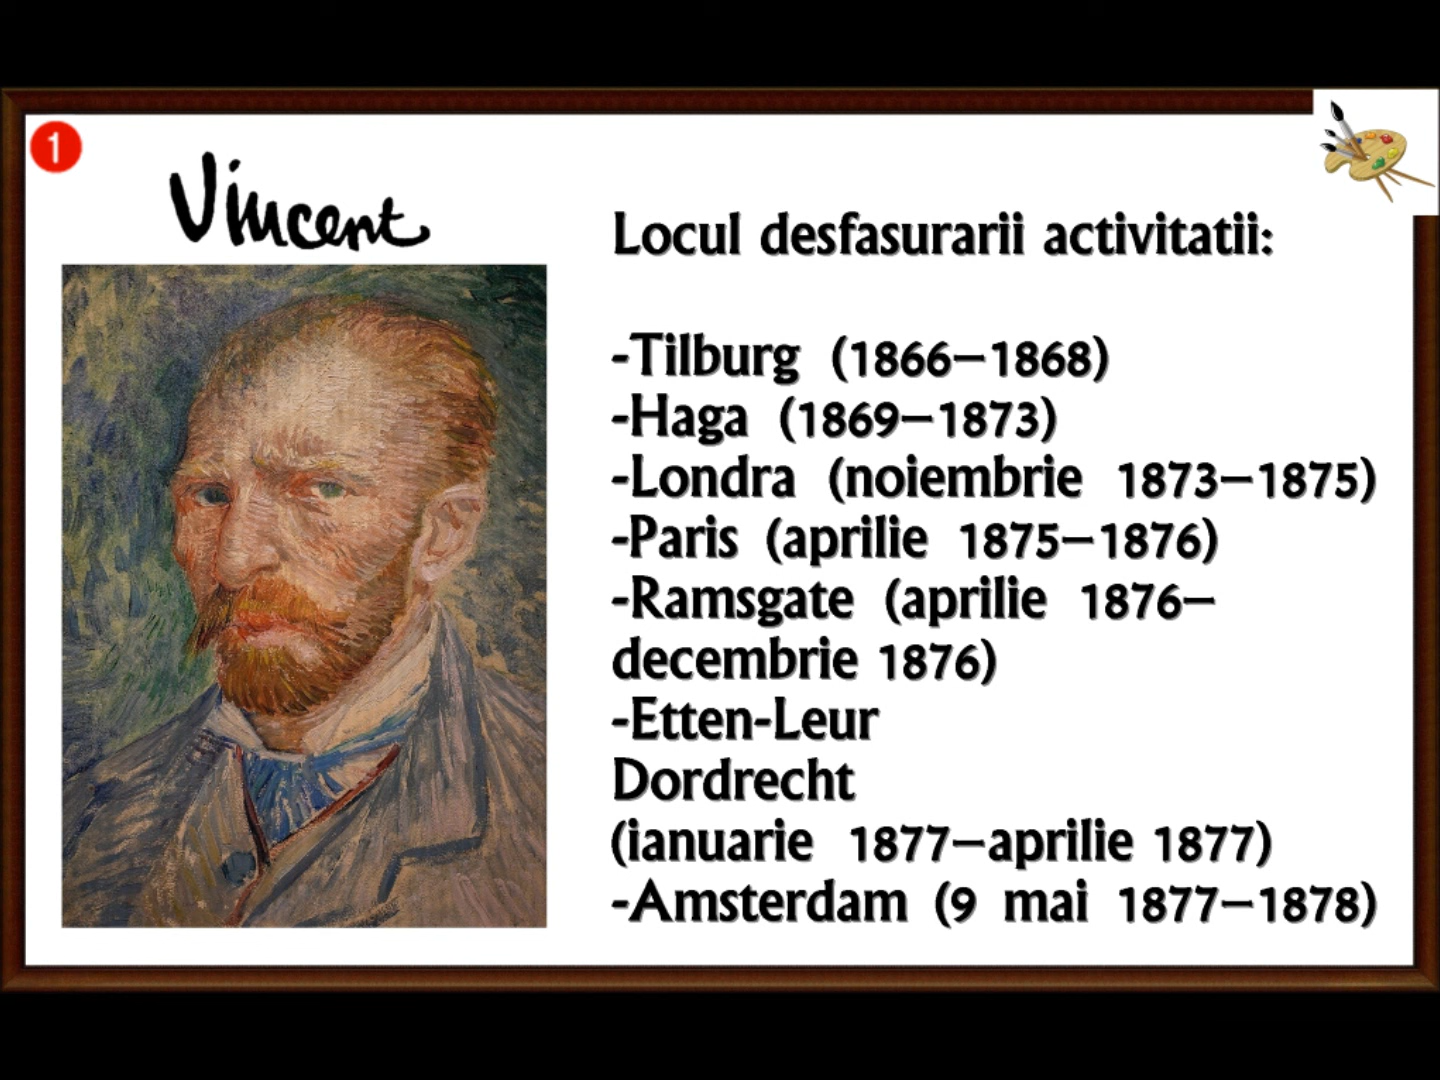 1
Vincent
Locul desfasurarii activitatii:
-Tilburg (1866–1868)
-Haga (1869–1873)
-Londra (noiembrie 1873–1875)
-Paris (aprilie 1875–1876)
-Ramsgate (aprilie 1876–
decembrie 1876)
-Etten-Leur
Dordrecht
(ianuarie 1877–aprilie 1877)
-Amsterdam (9 mai 1877–1878)